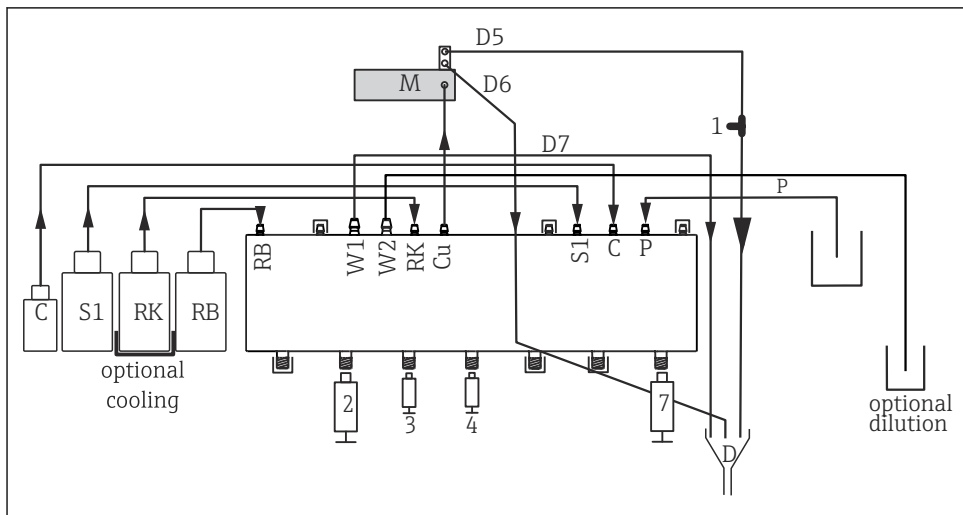 D5
M
D6
1
D7
P
RB
W1
W2
RK
Cu
S1
C
P
C
S1
RK
RB
optional
cooling
2
3
4
7
D
optional
dilution